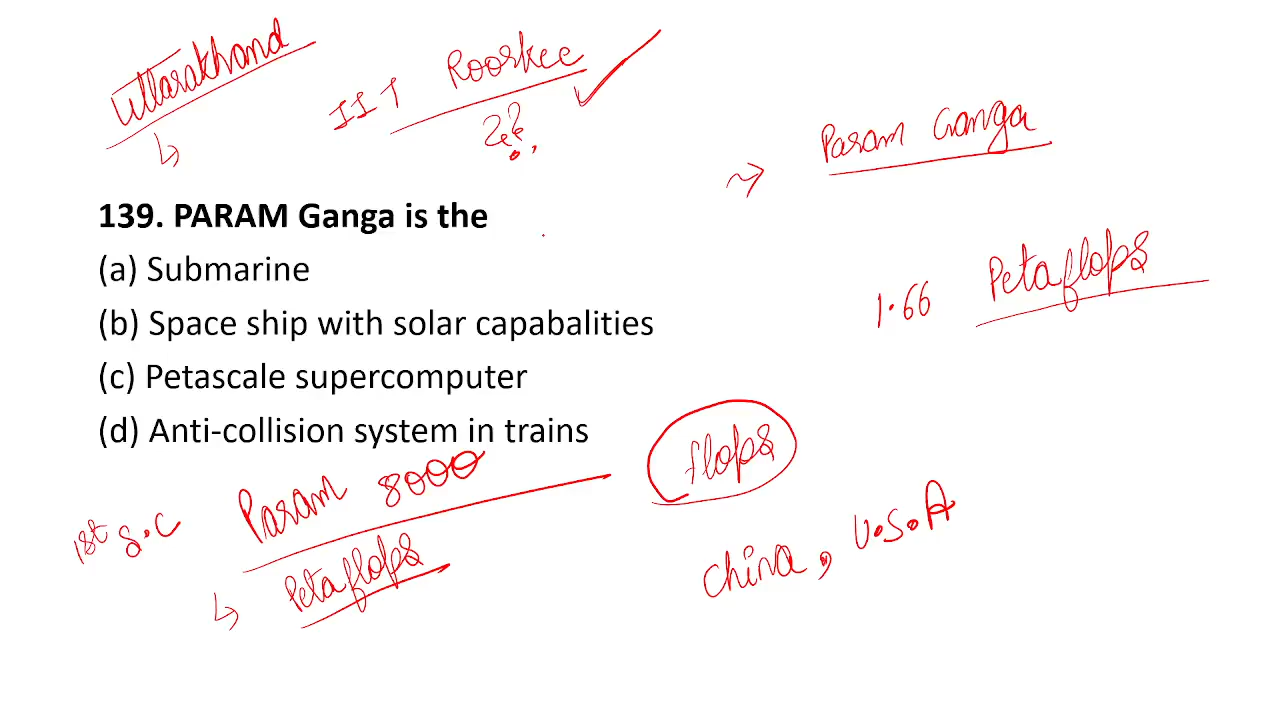 Uttarakhand
IIT Roorkee
??
Param Ganga
139. PARAM Ganga is the
(a) Submarine
(b) Space ship with solar capabalities
1.66 Petaflops
(c) Petascale supercomputer
(d) Anti-collision system in trains
flops
1st S.C Param 8000
Petaflops
China, U.S.A